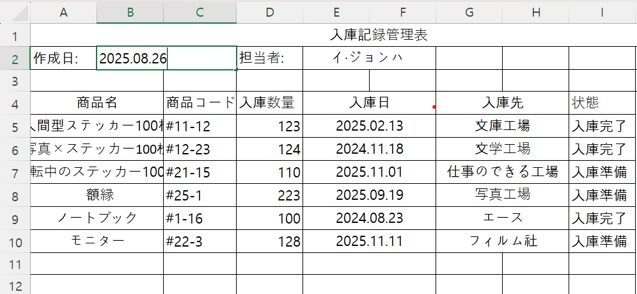 A B C D E F G H I
1 入庫記録管理表
2 作成日: 2025.08.26 担当者: イ·ジョンハ
3
4 商品名 商品コード 入庫数量 入庫日 入庫先 状態
5 人間型ステッカー100枚 #11-12 123 2025.02.13 文庫工場 入庫完了
6 写真×ステッカー100枚 #12-23 124 2024.11.18 文学工場 入庫完了
7 転中のステッカー100 #21-15 110 2025.11.01 仕事のできる工場 入庫準備
8 額縁 #25-1 223 2025.09.19 写真工場 入庫準備
9 ノートブック #1-16 100 2024.08.23 エース 入庫完了
10 モニター #22-3 128 2025.11.11 フィルム社 入庫準備
11
12